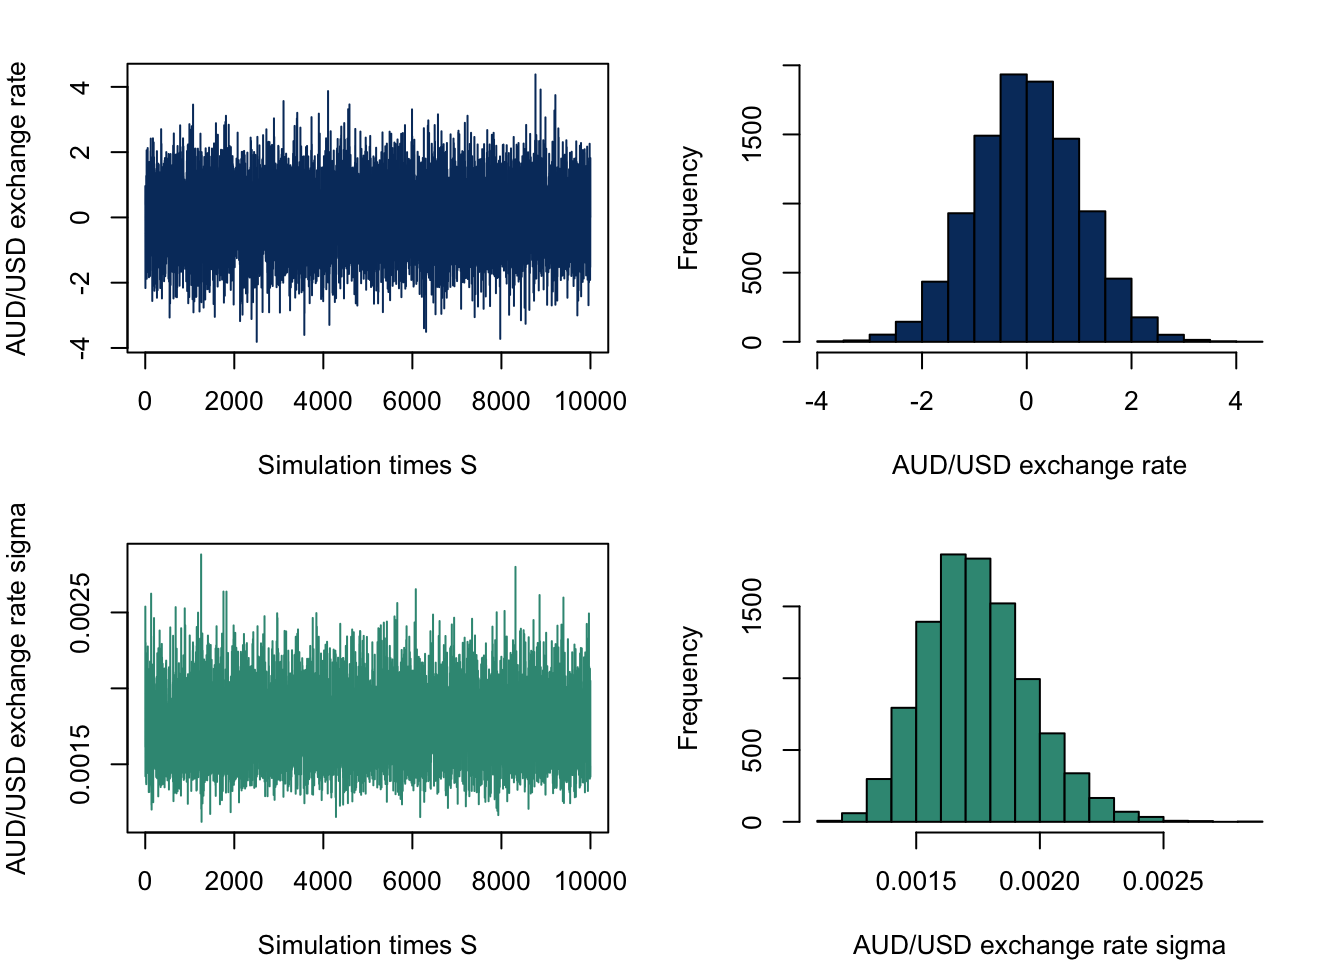 AUD/USD exchange rate
4
2
0
-2
-4
0 2000 4000 6000 8000 10000
Simulation times S
Frequency
1500
500
0
-4 -2 0 2 4
AUD/USD exchange rate
AUD/USD exchange rate sigma
0.0025
0.0015
0 2000 4000 6000 8000 10000
Simulation times S
Frequency
1500
500
0
0.0015 0.0020 0.0025
AUD/USD exchange rate sigma